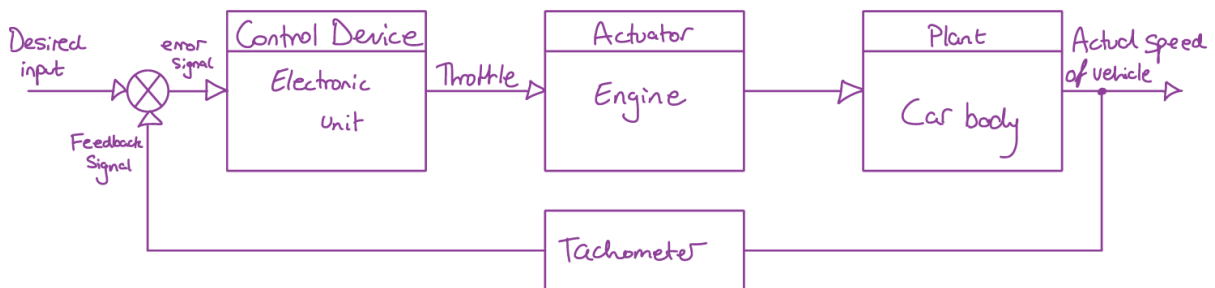 Desired
input
error
signal
Control Device
Electronic
unit
Throttle
Actuator
Engine
Plant
Car body
Actual speed
of vehicle
Feedback
Signal
Tachometer